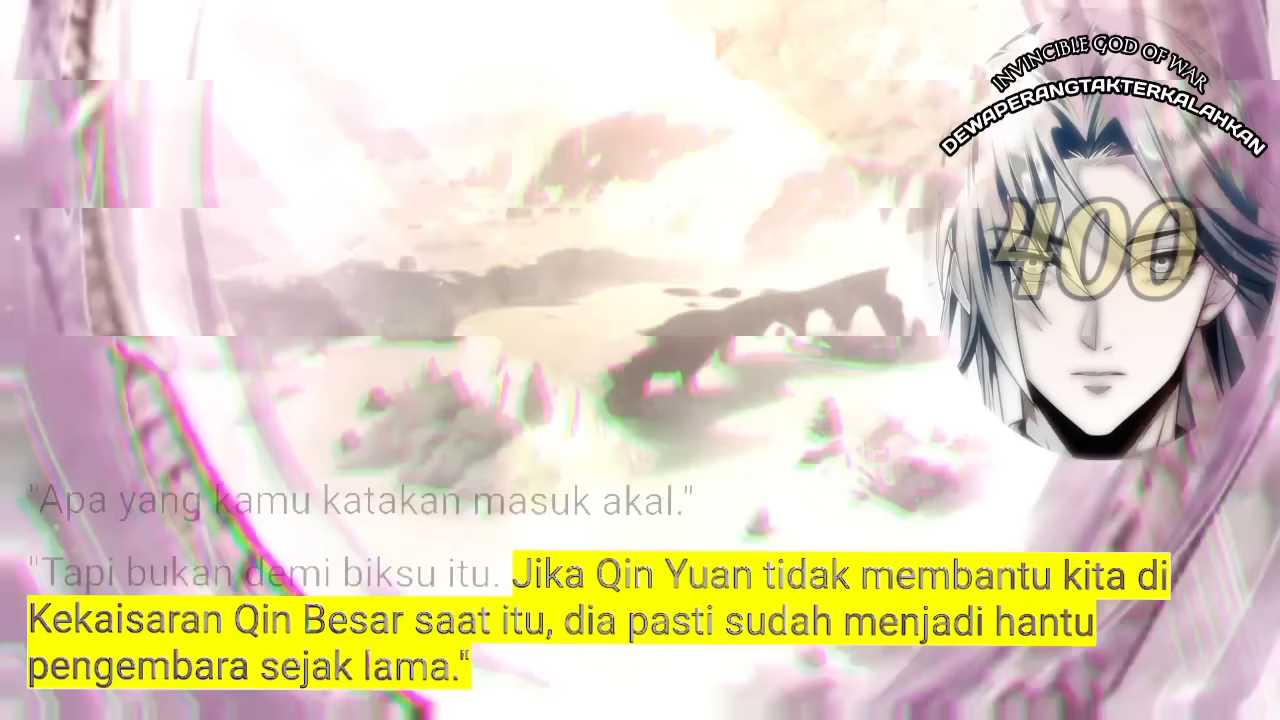 INVINCIBLE GOD OF WAR
DEWAPERANGTAKTERKALAHKAN
400
"Apa yang kamu katakan masuk akal."
"Tapi bukan demi biksu itu. Jika Qin Yuan tidak membantu kita di
Kekaisaran Qin Besar saat itu, dia pasti sudah menjadi hantu
pengembara sejak lama."